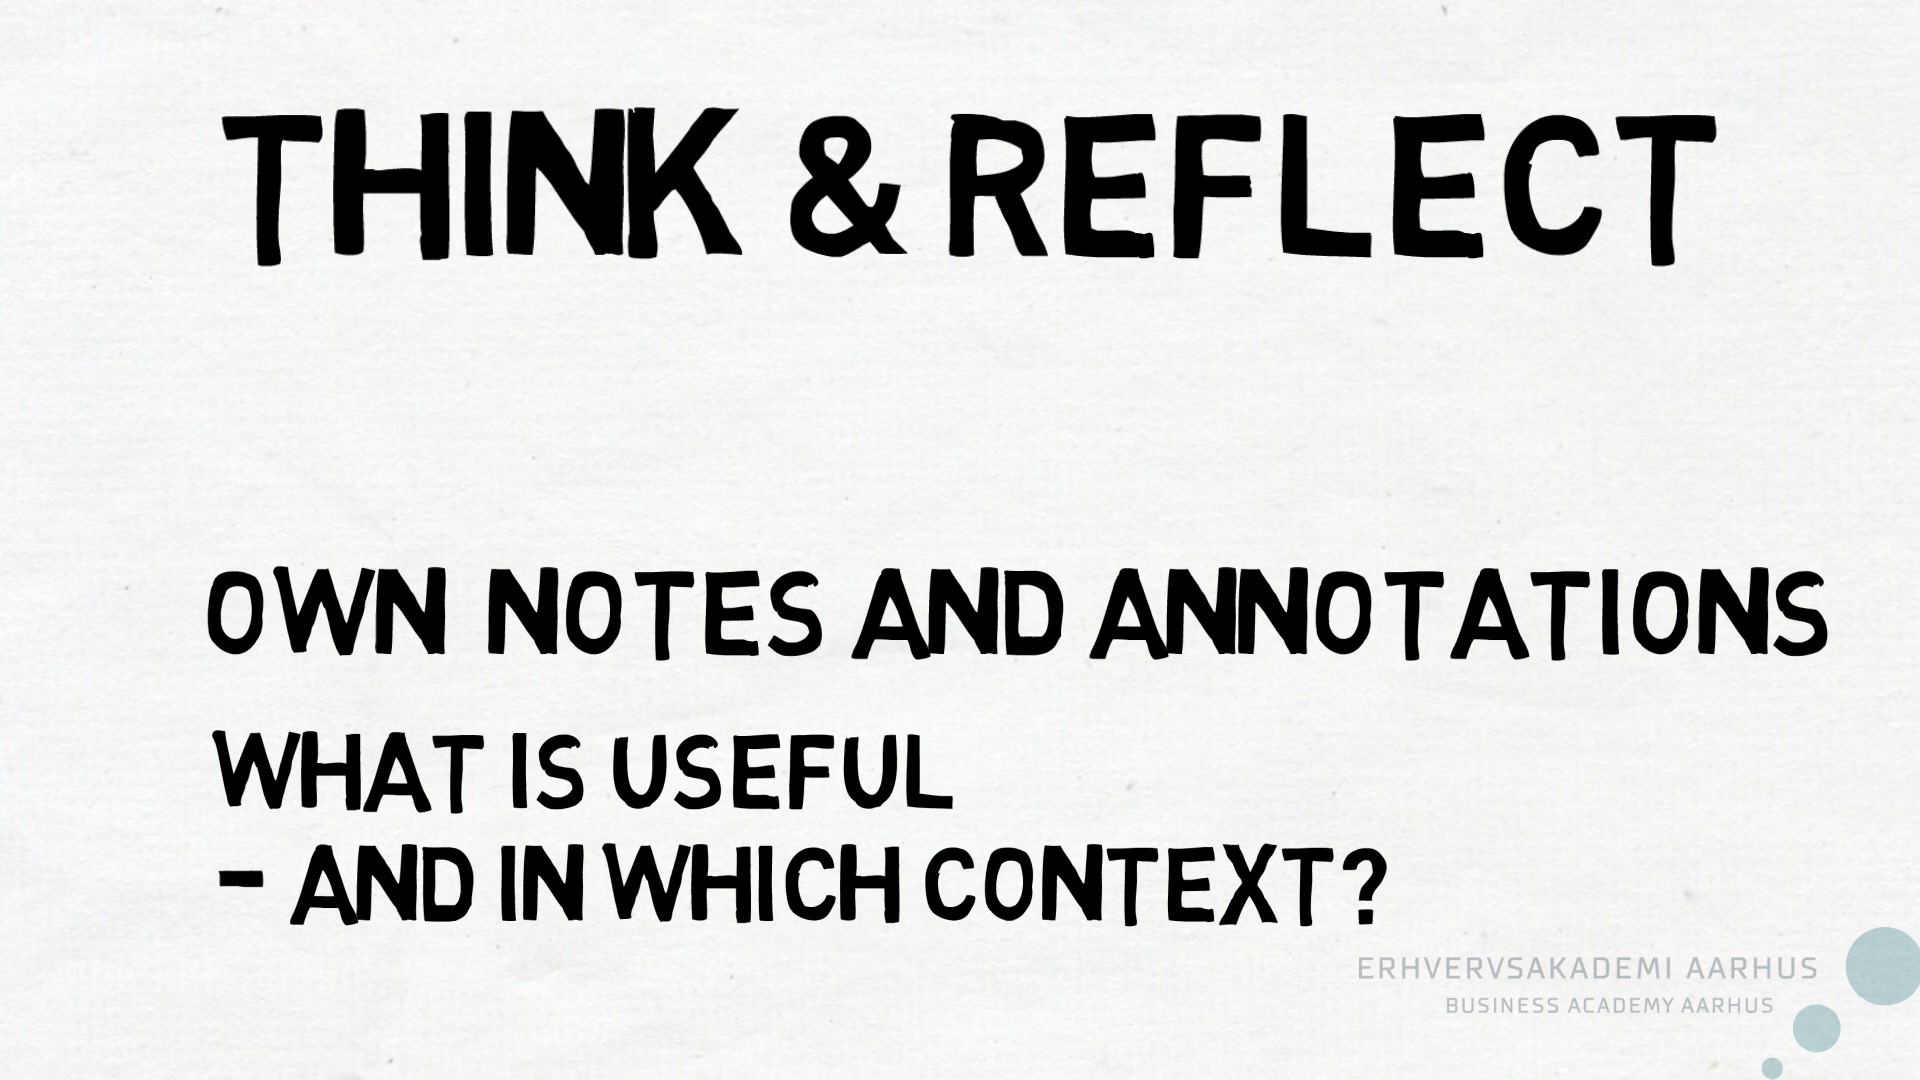 THINK & REFLECT
OWN NOTES AND ANNOTATIONS
WHAT IS USEFUL
- AND IN WHICH CONTEXT?
ERHVERVSAKADEMI AARHUS
BUSINESS ACADEMY AARHUS